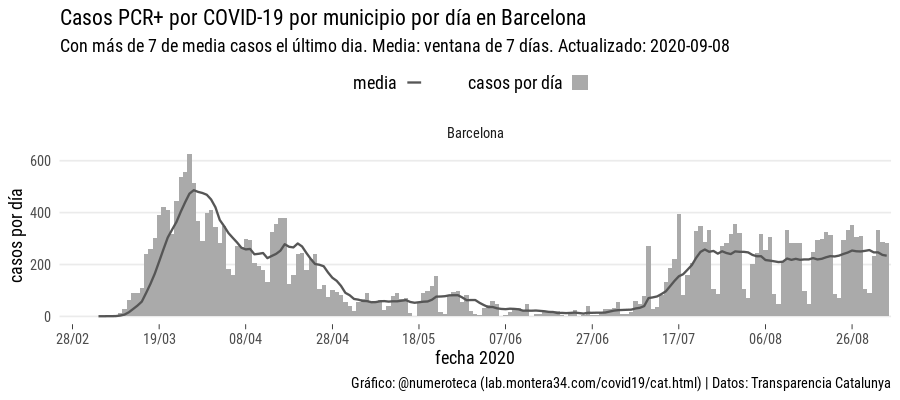 Casos PCR+ por COVID-19 por municipio por día en Barcelona
Con más de 7 de media casos el último dia. Media: ventana de 7 días. Actualizado: 2020-09-08
media casos por día
Barcelona
casos por día
600
400
200
0
28/02 19/03 08/04 28/04 18/05 07/06 27/06 17/07 06/08 26/08
fecha 2020
Gráfico: @numeroteca (lab.montera34.com/covid19/cat.html) | Datos: Transparencia Catalunya